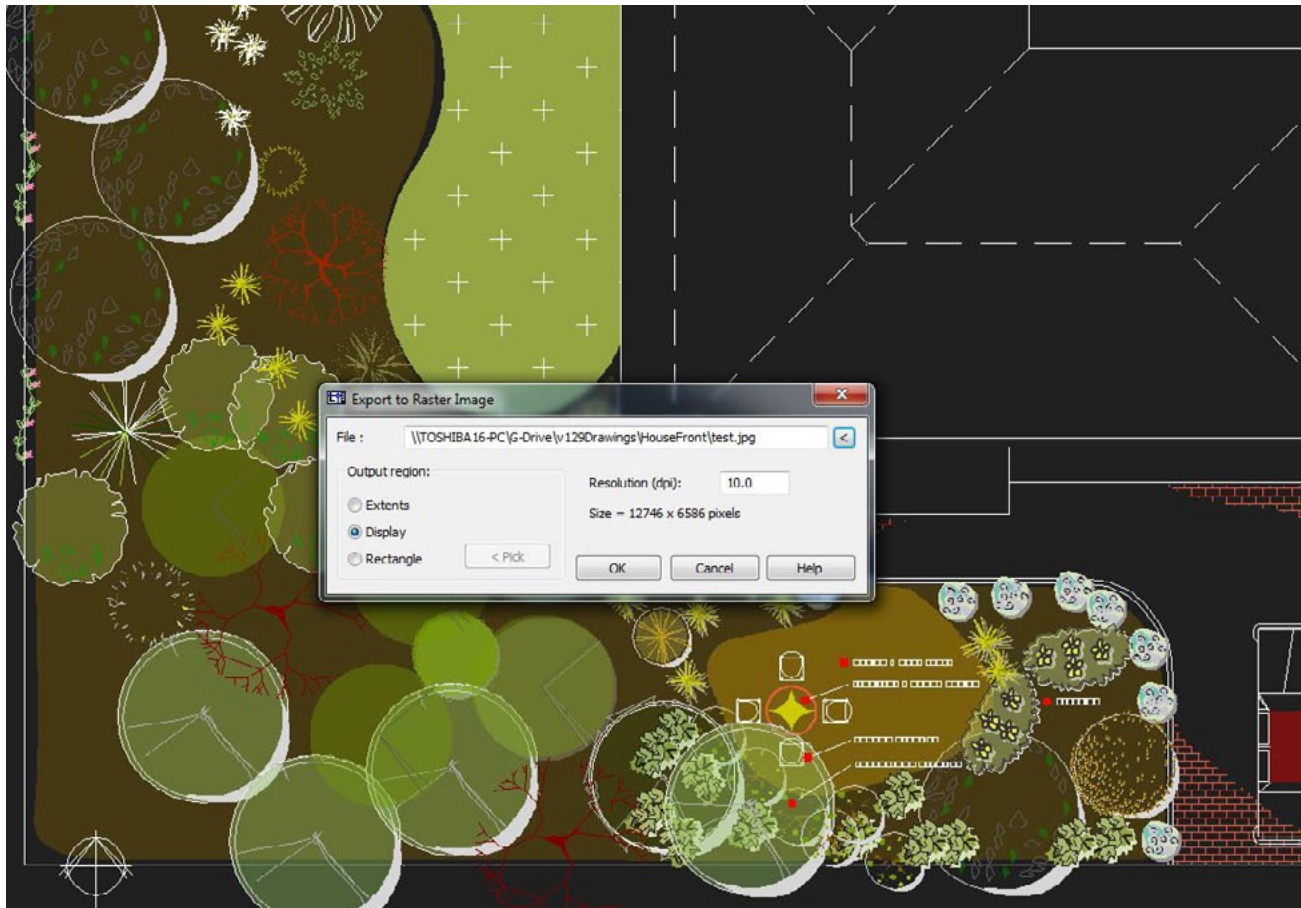 Export to Raster Image
File : \\TOSHIBA16-PC\G-Drive\v129Drawings\HouseFront\test.jpg <
Output region:
Extents
Display
Rectangle
< Pick
Resolution (dpi): 10.0
Size = 12746 x 6586 pixels
OK Cancel Help